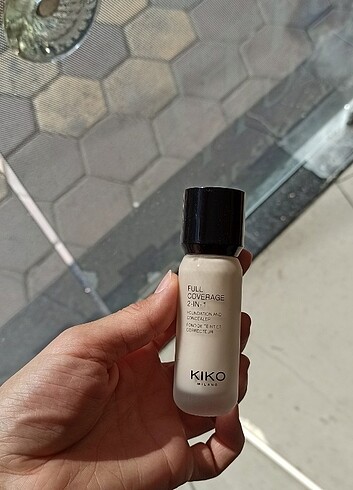 FULL
COVERAGE
2-IN-1
FOUNDATION AND
CONCEALER
FOND DE TEINT ET
CORRECTEUR
KIKO
MILANO